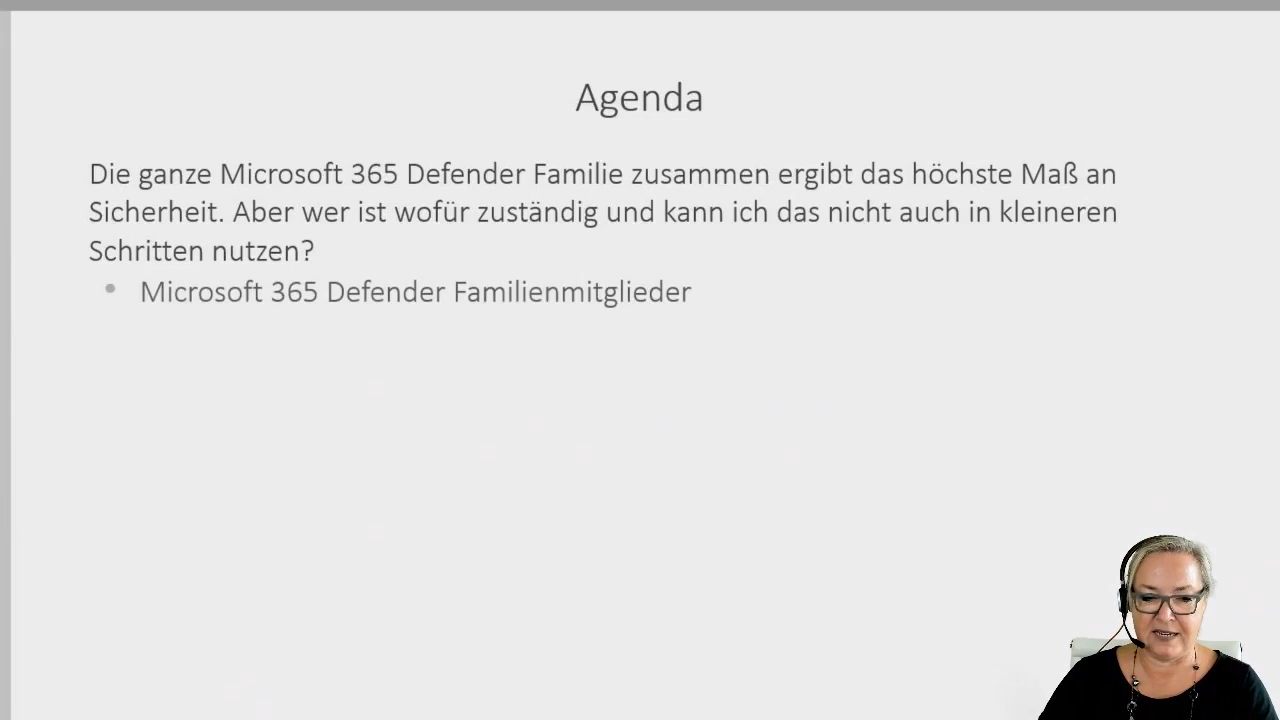 Agenda
Die ganze Microsoft 365 Defender Familie zusammen ergibt das höchste Maß an
Sicherheit. Aber wer ist wofür zuständig und kann ich das nicht auch in kleineren
Schritten nutzen?
• Microsoft 365 Defender Familienmitglieder